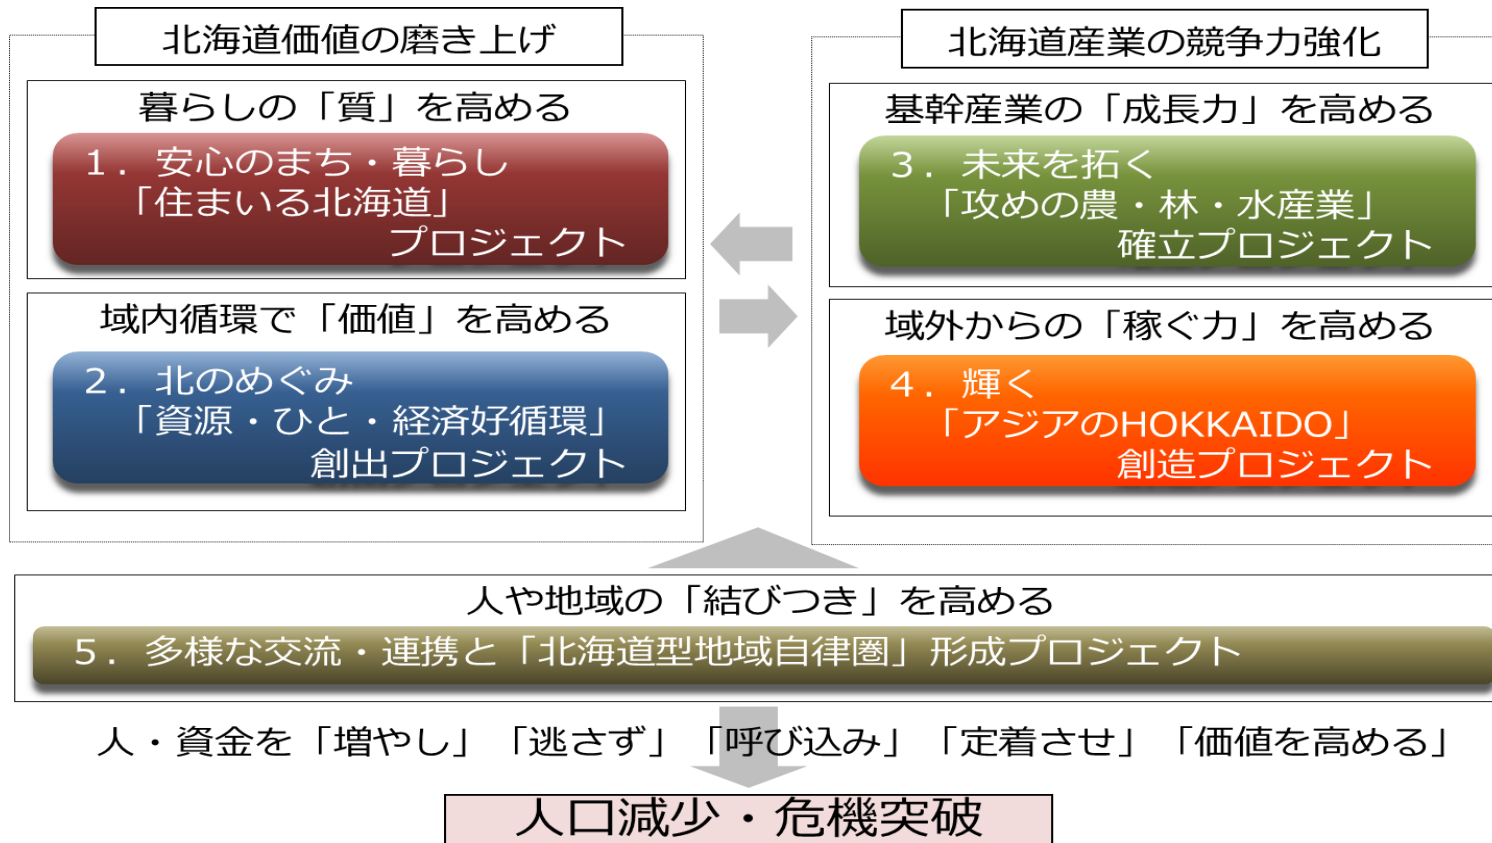 北海道価値の磨き上げ
暮らしの「質」を高める
１．安心のまち・暮らし
「住まいる北海道」
プロジェクト
域内循環で「価値」を高める
２．北のめぐみ
「資源・ひと・経済好循環」
創出プロジェクト
北海道産業の競争力強化
基幹産業の「成長力」を高める
３．未来を拓く
「攻めの農・林・水産業」
確立プロジェクト
域外からの「稼ぐ力」を高める
４．輝く
「アジアのHOKKAIDO」
創造プロジェクト
人や地域の「結びつき」を高める
５．多様な交流・連携と「北海道型地域自律圏」形成プロジェクト
人・資金を「増やし」「逃さず」「呼び込み」「定着させ」「価値を高める」
人口減少・危機突破